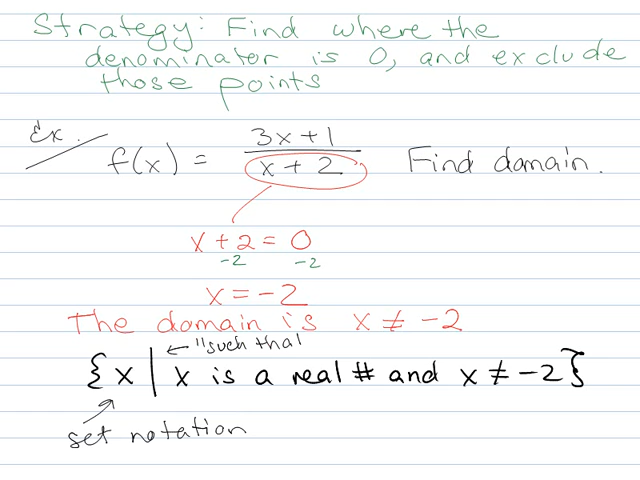 Strategy: Find where the
denominator is 0, and exclude
those points
Ex.
f(x) = (3x+1)/(x+2) Find domain.
x+2=0
-2 -2
x=-2
The domain is x≠-2
← "such that
{x | x is a real # and x≠-2}
set notation